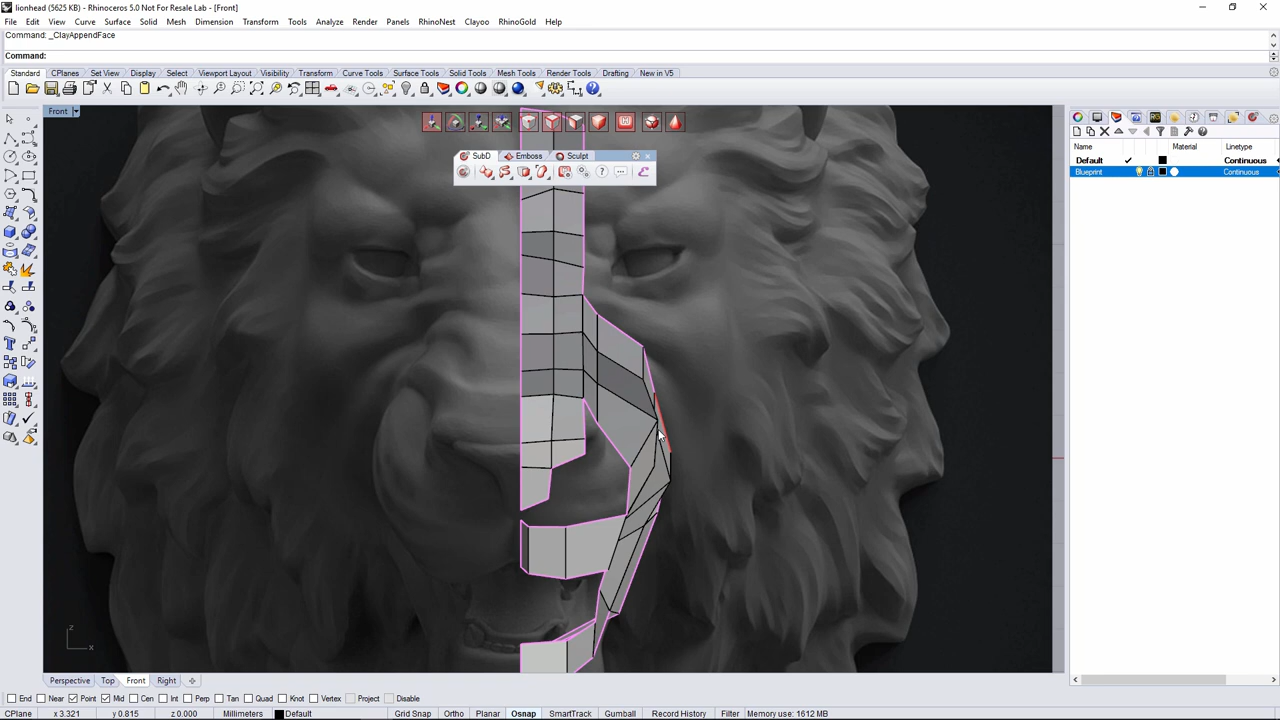 lionhead (5625 KB) - Rhinoceros 5.0 Not For Resale Lab - [Front]
File Edit View Curve Surface Solid Mesh Dimension Transform Tools Analyze Render Panels RhinoNest Clayoo RhinoGold Help
Command: _ClayAppendFace
Command:
Standard CPlanes Set View Display Select Viewport Layout Visibility Transform Curve Tools Surface Tools Solid Tools Mesh Tools Render Tools Drafting New in V5
Front
SubD Emboss Sculpt
Name Material Linetype
Default Continuous
Blueprint Continuous
z
x
Perspective Top Front Right
End Near Point Mid Cen Int Perp Tan Quad Knot Vertex Project Disable
CPlane x 3.321 y 0.815 z 0.000 Millimeters Default Grid Snap Ortho Planar Osnap SmartTrack Gumball Record History Filter Memory use: 1612 MB